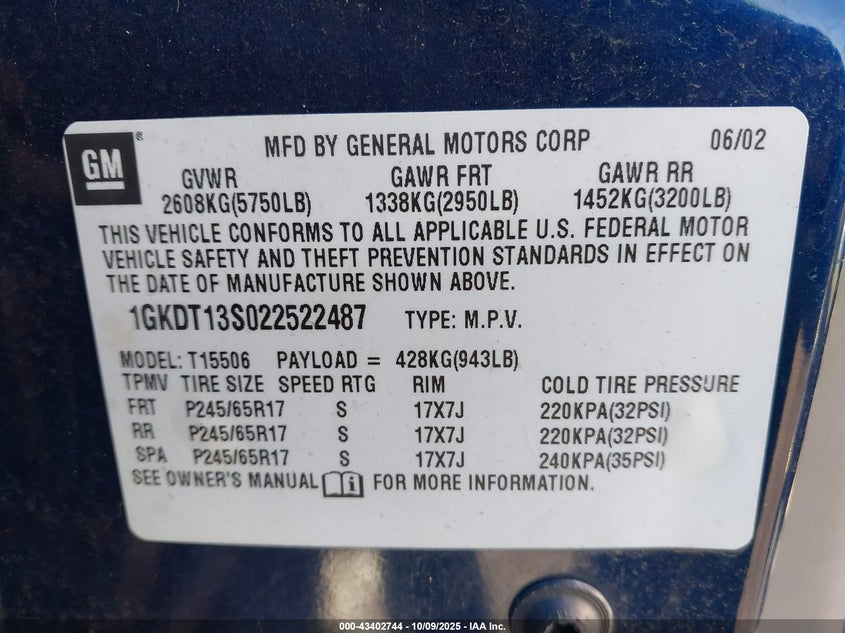 GM ®
MFD BY GENERAL MOTORS CORP 06/02
GVWR GAWR FRT GAWR RR
2608KG(5750LB) 1338KG(2950LB) 1452KG(3200LB)
THIS VEHICLE CONFORMS TO ALL APPLICABLE U.S. FEDERAL MOTOR
VEHICLE SAFETY AND THEFT PREVENTION STANDARDS IN EFFECT ON
THE DATE OF MANUFACTURE SHOWN ABOVE.
1GKDT13S022522487 TYPE: M.P.V.
MODEL: T15506 PAYLOAD = 428KG(943LB)
TPMV TIRE SIZE SPEED RTG RIM COLD TIRE PRESSURE
FRT P245/65R17 S 17X7J 220KPA(32PSI)
RR P245/65R17 S 17X7J 220KPA(32PSI)
SPA P245/65R17 S 17X7J 240KPA(35PSI)
SEE OWNER'S MANUAL FOR MORE INFORMATION.
000-43402744 - 10/09/2025 - IAA Inc.